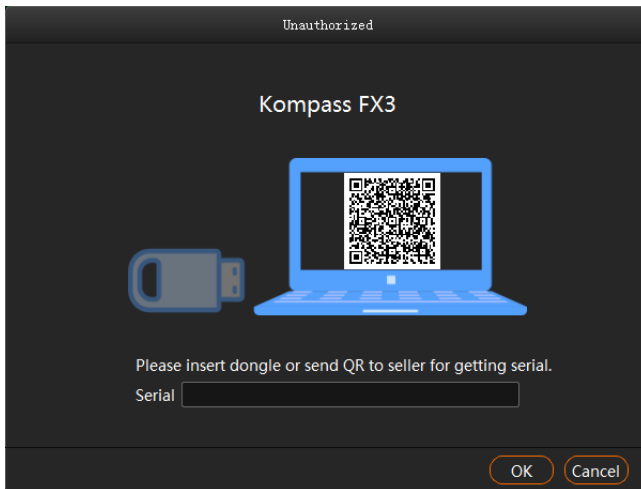 Unauthorized
Kompass FX3
Please insert dongle or send QR to seller for getting serial.
Serial
OK
Cancel